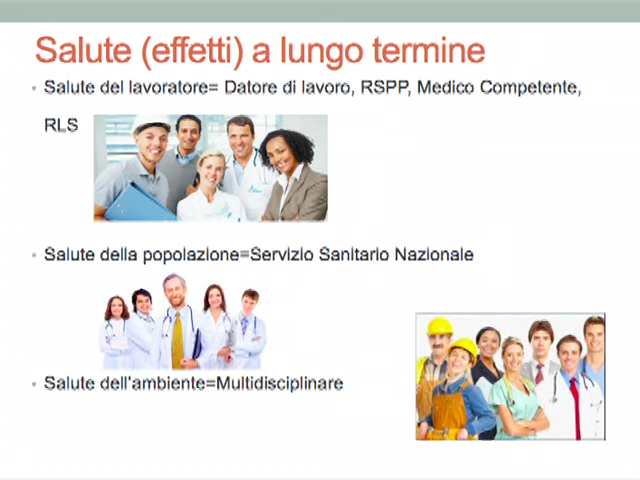 Salute (effetti) a lungo termine
• Salute del lavoratore= Datore di lavoro, RSPP, Medico Competente,
RLS
• Salute della popolazione=Servizio Sanitario Nazionale
• Salute dell'ambiente=Multidisciplinare